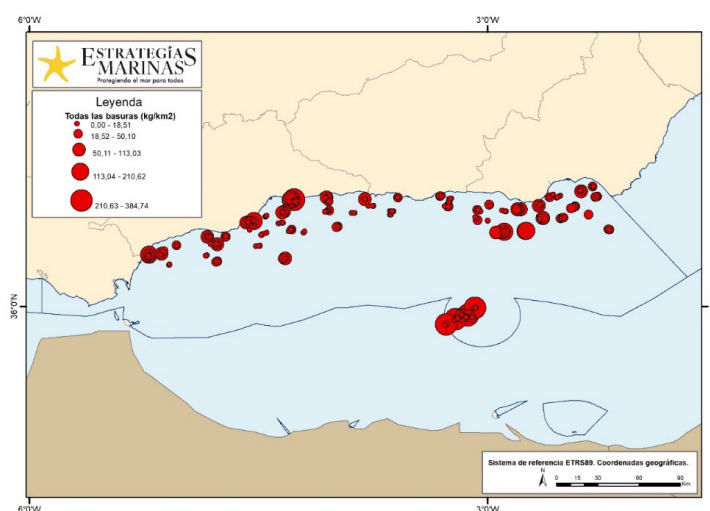 6°0'W
3°0'W
ESTRATEGIAS
MARINAS
Protegiendo el mar para todos
Leyenda
Todas las basuras (kg/km2)
0,00 - 18,51
18,52 - 50,10
50,11 - 113,03
113,04 - 210,62
210,63 - 384,74
36°0'N
Sistema de referencia ETRS89. Coordenadas geográficas.
N
0 15 30 60 90
Km
6°0'W
3°0'W